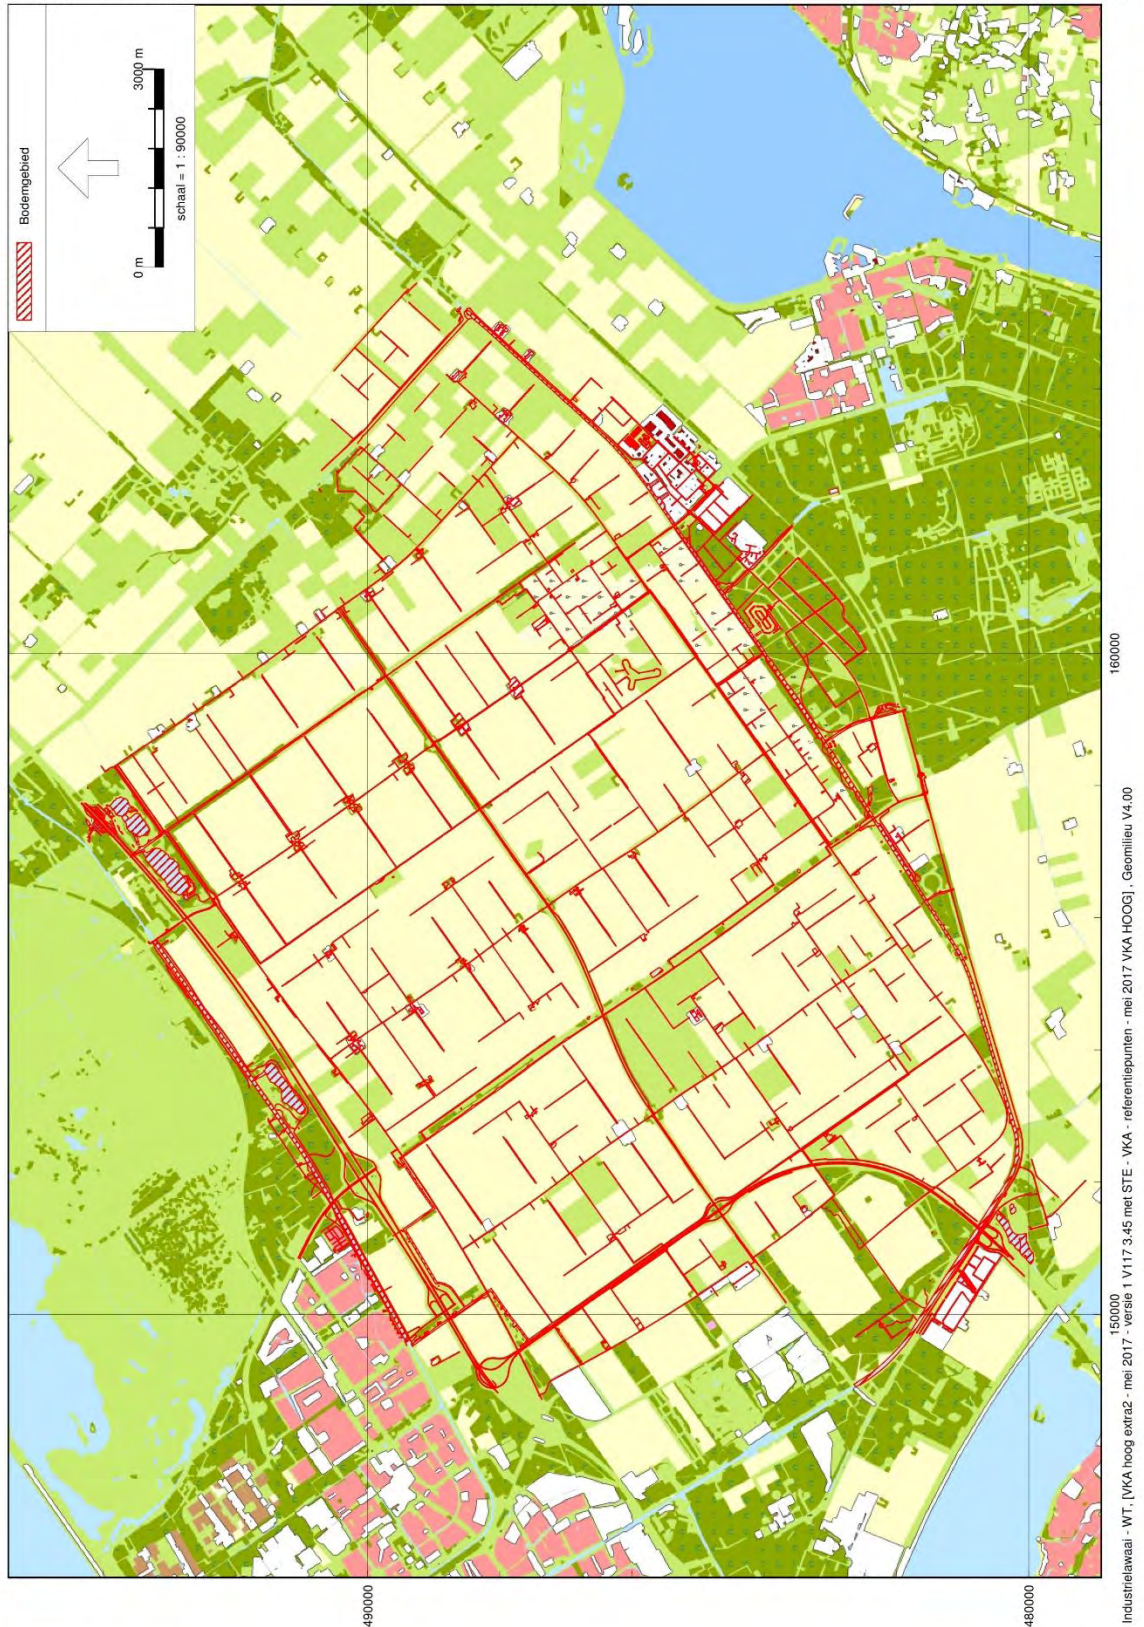 Bodemgebied
0 m
3000 m
schaal = 1 : 90000
490000
480000
150000
160000
Industrielawaai - WT, [VKA hoog extra2 - mei 2017 - versie 1 V117 3.45 met STE - VKA - referentiepunten - mei 2017 VKA HOOG] , Geomilieu V4.00